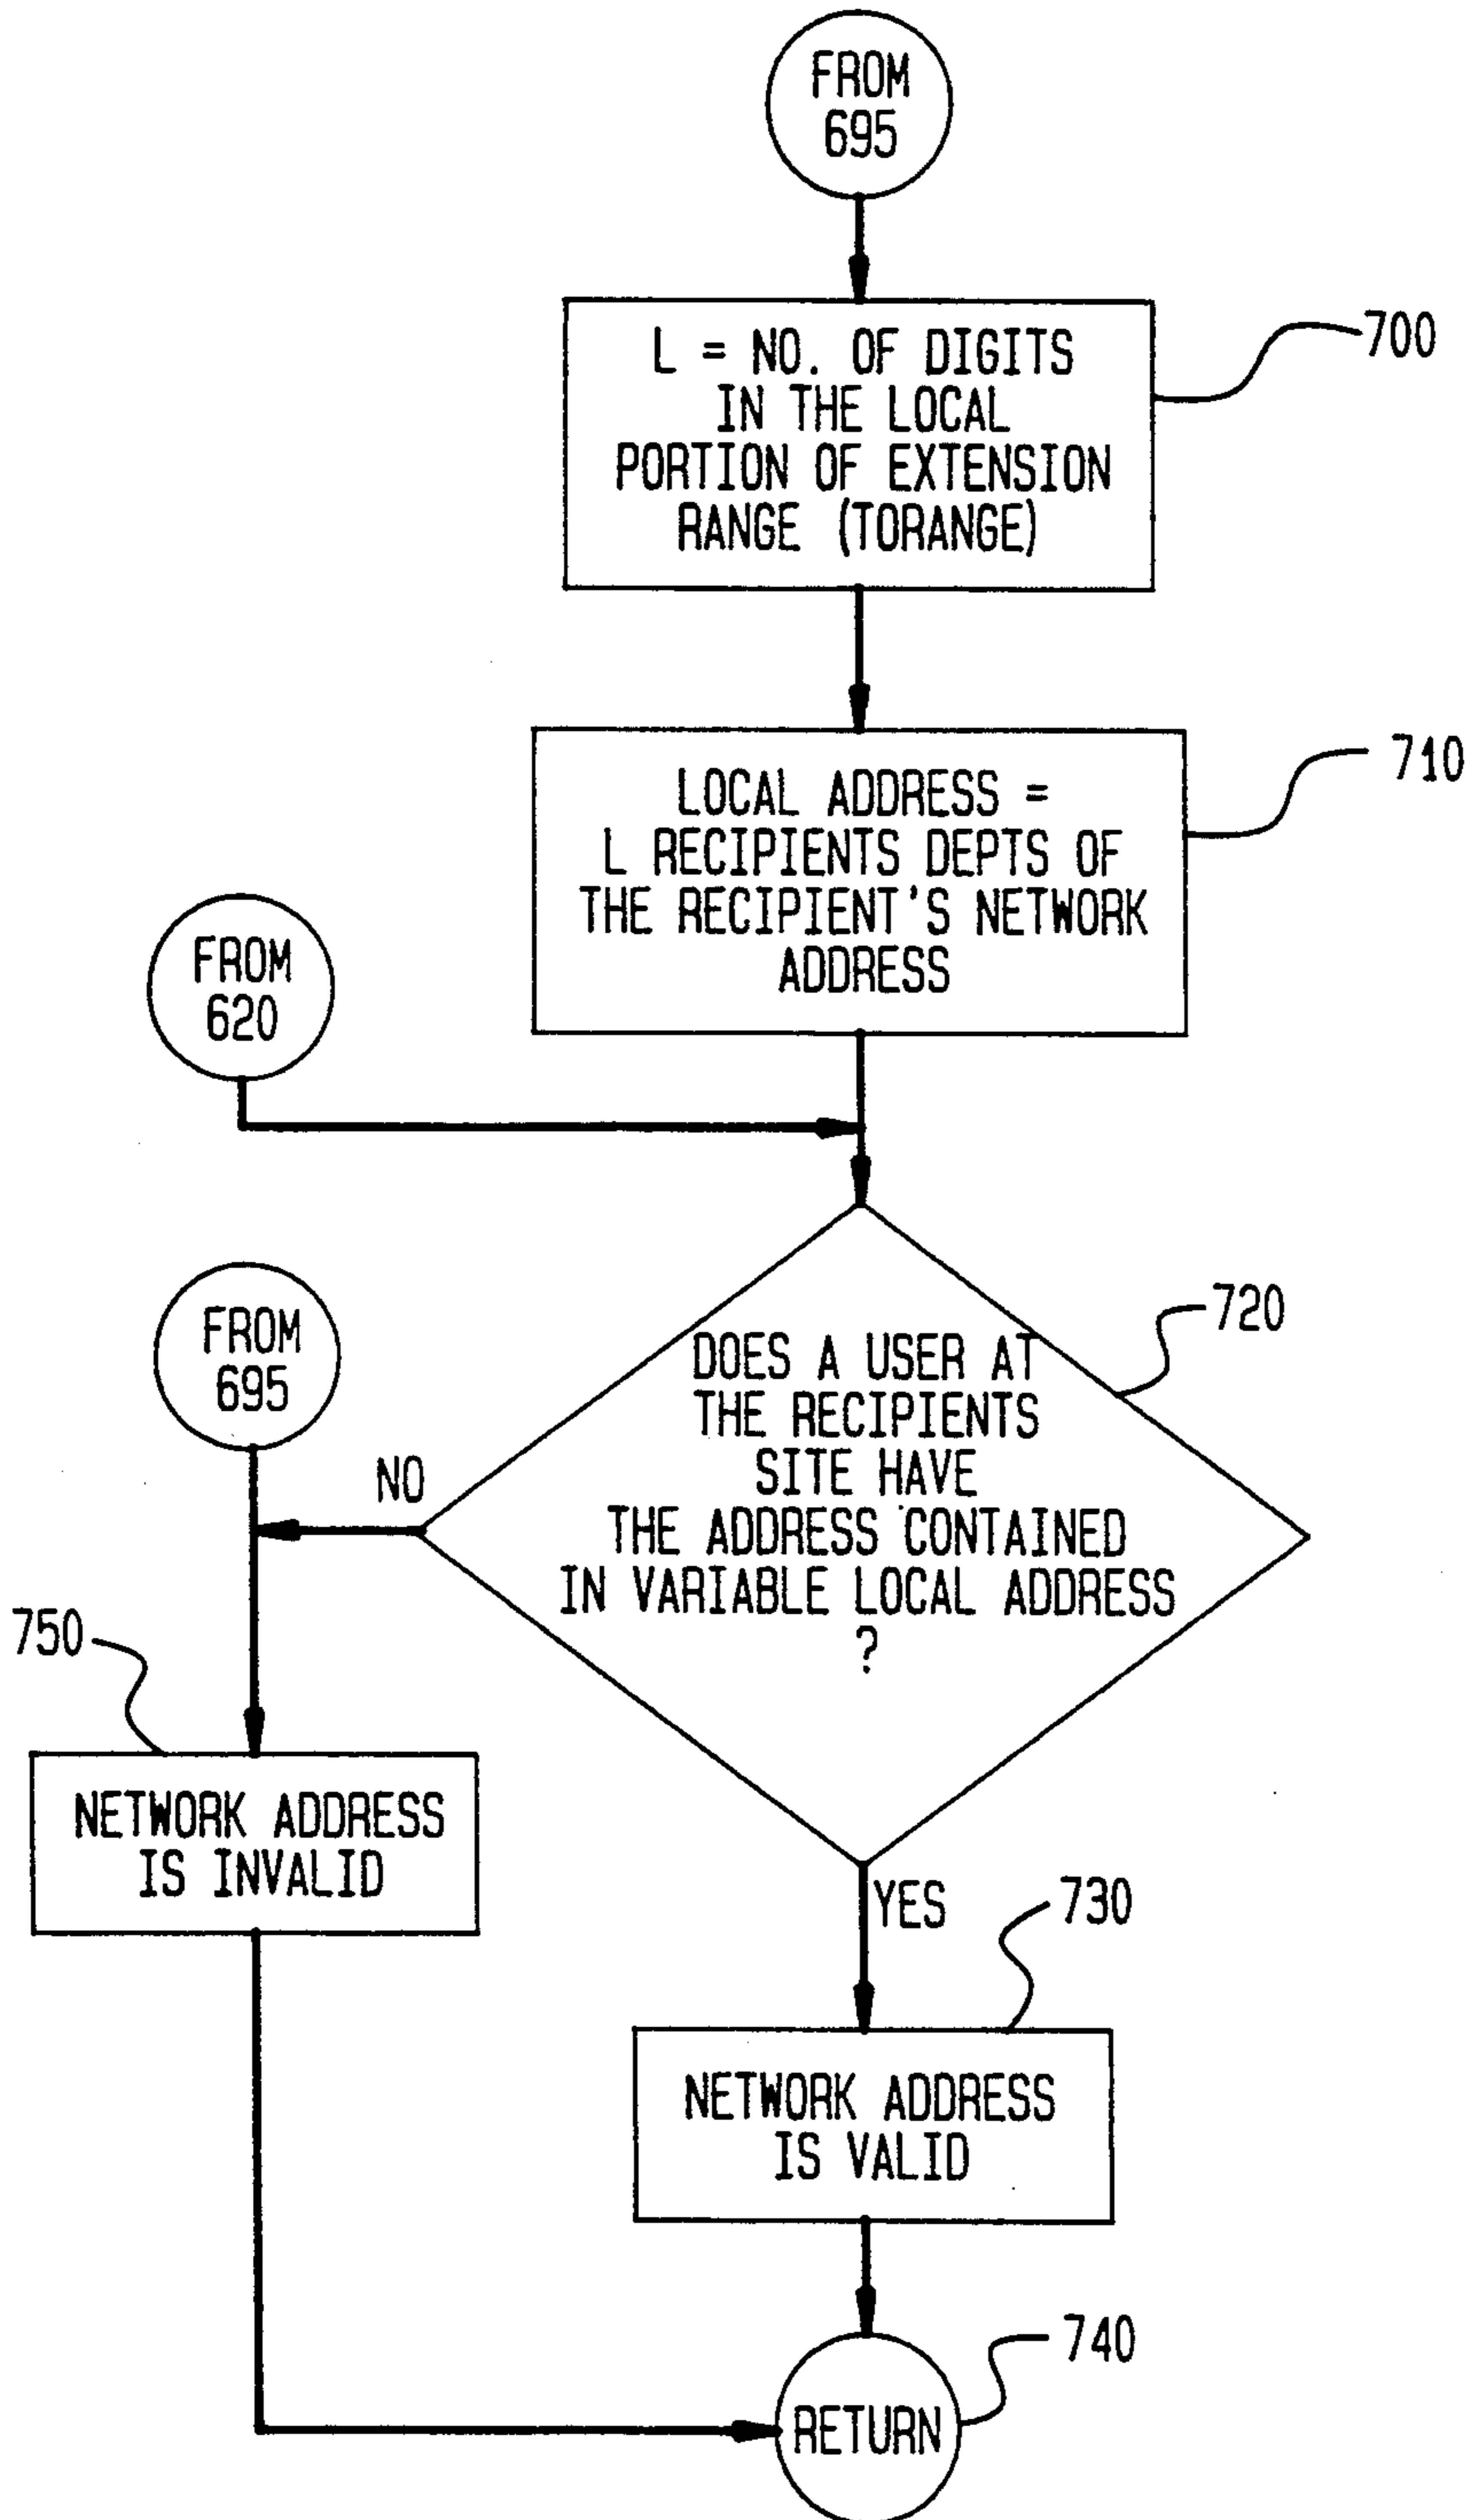 FROM
695
L = NO. OF DIGITS
IN THE LOCAL
PORTION OF EXTENSION
RANGE (TORANGE)
700
LOCAL ADDRESS =
L RECIPIENTS DEPTS OF
THE RECIPIENT'S NETWORK
ADDRESS
710
FROM
620
DOES A USER AT
THE RECIPIENTS
SITE HAVE
THE ADDRESS CONTAINED
IN VARIABLE LOCAL ADDRESS
?
720
FROM
695
NO
750
NETWORK ADDRESS
IS INVALID
YES
730
NETWORK ADDRESS
IS VALID
740
RETURN